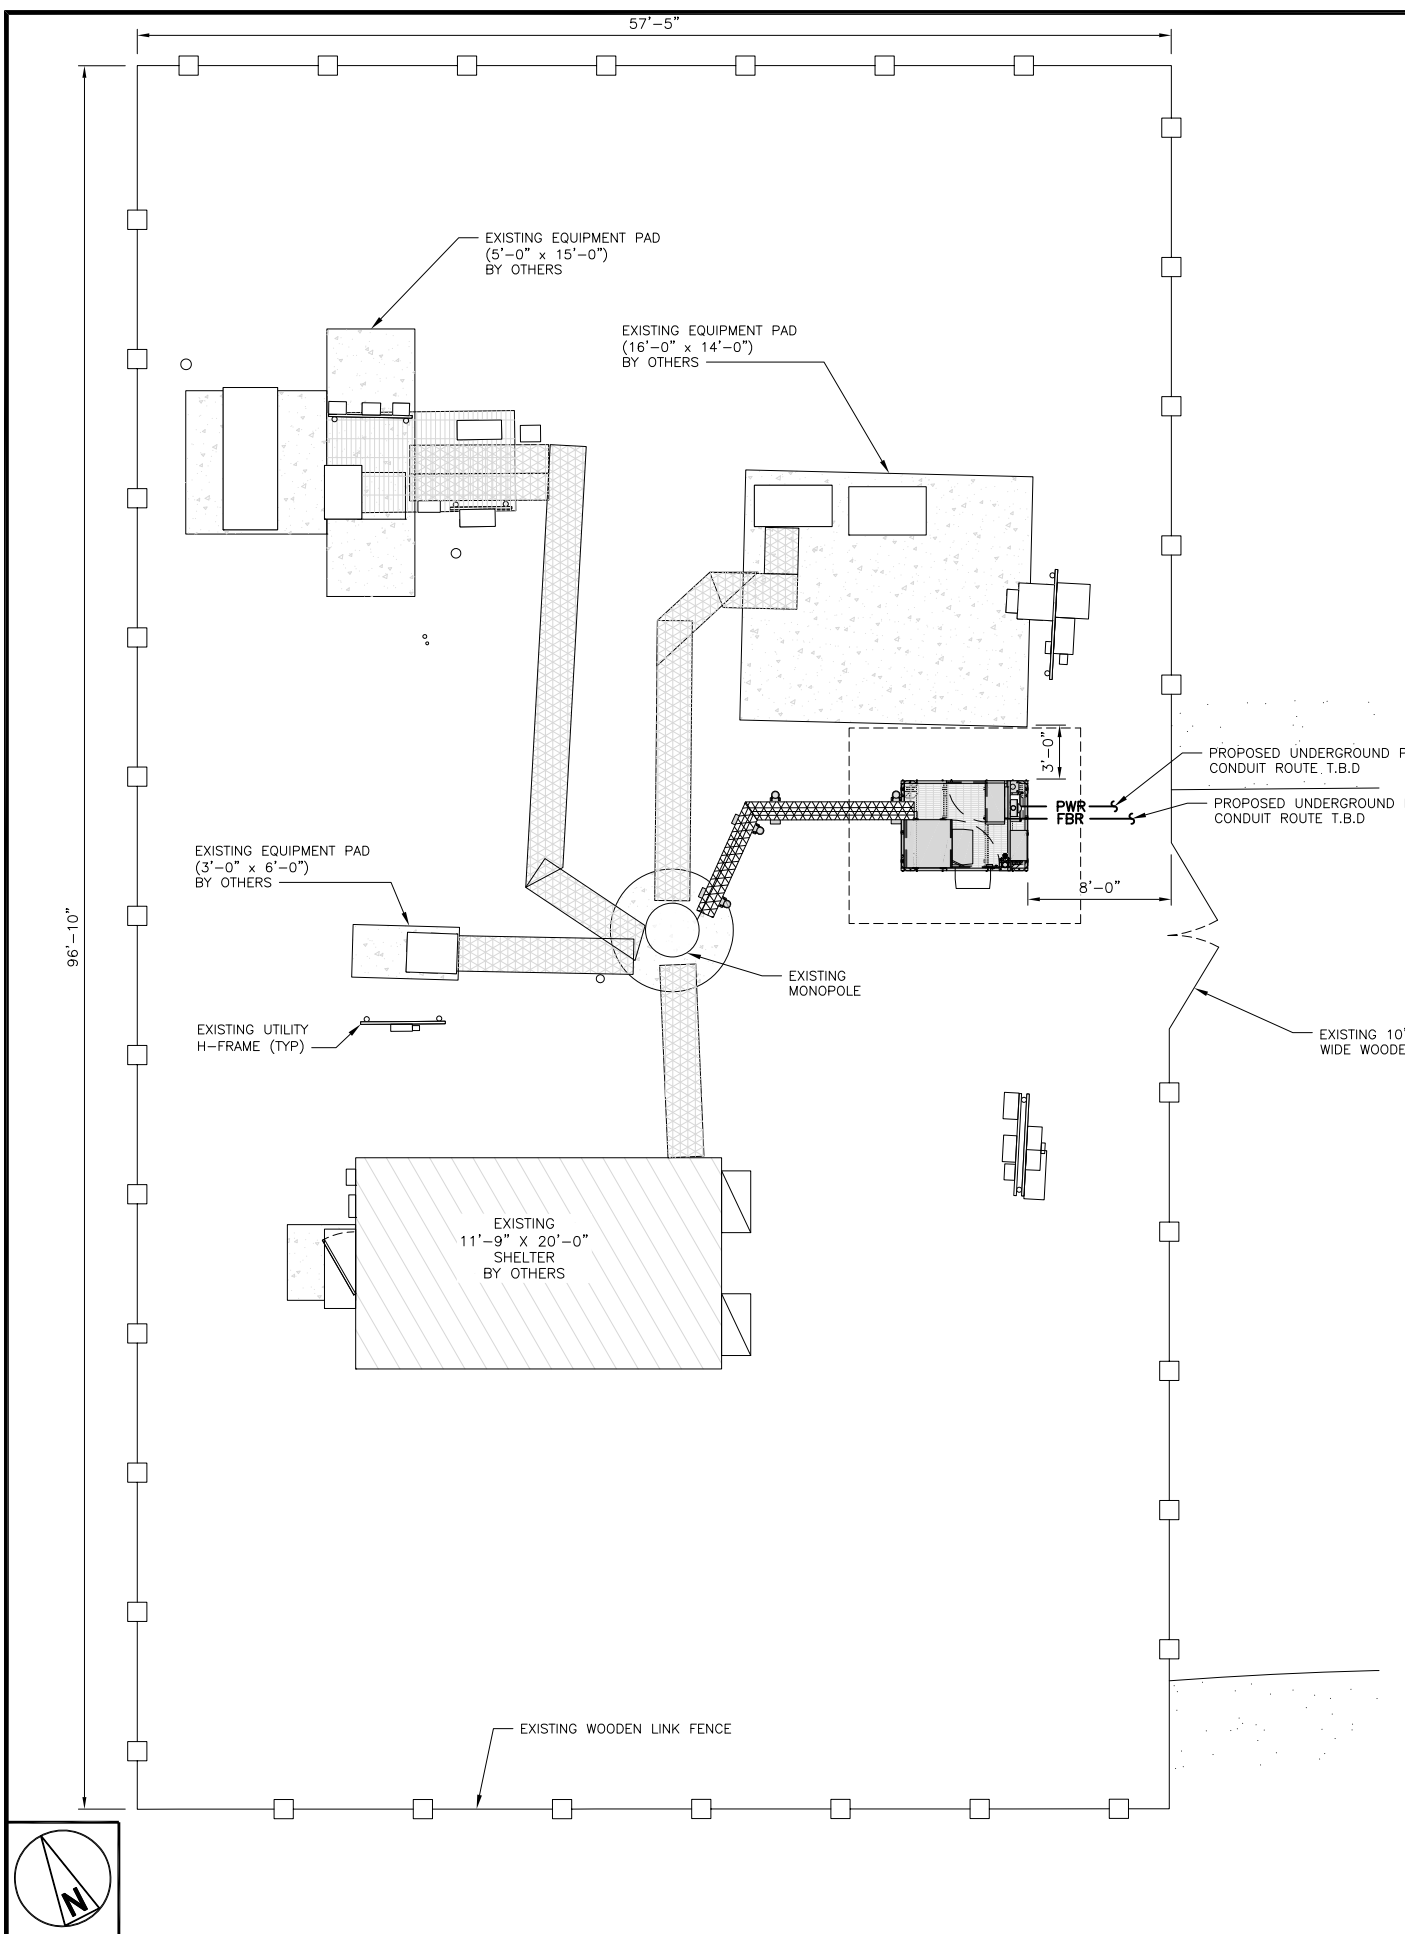 57'-5"
EXISTING EQUIPMENT PAD
(5'-0" x 15'-0")
BY OTHERS
EXISTING EQUIPMENT PAD
(16'-0" x 14'-0")
BY OTHERS
3'-0"
PROPOSED UNDERGROUND
CONDUIT ROUTE T.B.D
PWR
FBR
PROPOSED UNDERGROUND
CONDUIT ROUTE T.B.D
EXISTING EQUIPMENT PAD
(3'-0" x 6'-0")
BY OTHERS
8'-0"
96'-10"
EXISTING
MONOPOLE
EXISTING UTILITY
H-FRAME (TYP)
EXISTING 10'
WIDE
EXISTING
11'-9" X 20'-0"
SHELTER
BY OTHERS
EXISTING WOODEN LINK FENCE
N